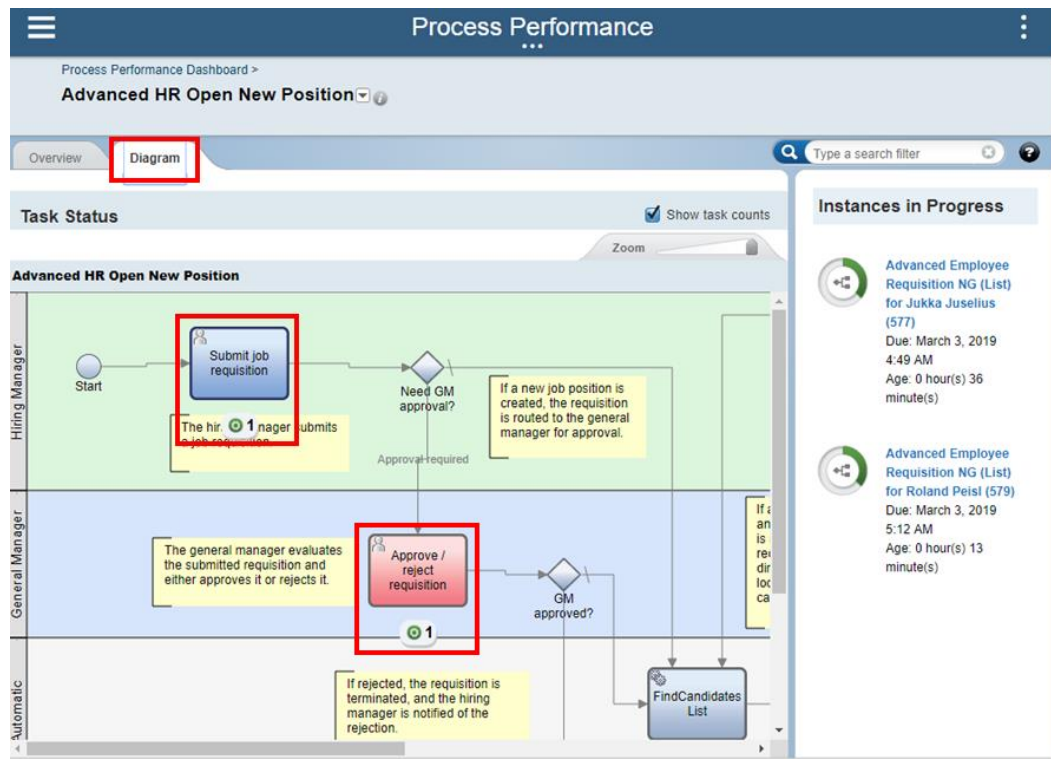 Process Performance
Process Performance Dashboard >
Advanced HR Open New Position
Overview
Diagram
Type a search filter
Task Status
Show task counts
Zoom
Advanced HR Open New Position
Hiring Manager
Start
Submit job
requisition
1
The hir nager submits
a job requisition
Need GM
approval?
If a new job position is
created, the requisition
is routed to the general
manager for approval.
Approval required
General Manager
The general manager evaluates
the submitted requisition and
either approves it or rejects it.
Approve /
reject
requisition
1
GM
approved?
If
an
is
loc
ca
Automatic
If rejected, the requisition is
terminated, and the hiring
manager is notified of the
rejection.
FindCandidates
List
Instances in Progress
Advanced Employee
Requisition NG (List)
for Jukka Juselius
(577)
Due: March 3, 2019
4:49 AM
Age: 0 hour(s) 36
minute(s)
Advanced Employee
Requisition NG (List)
for Roland Peisl (579)
Due: March 3, 2019
5:12 AM
Age: 0 hour(s) 13
minute(s)